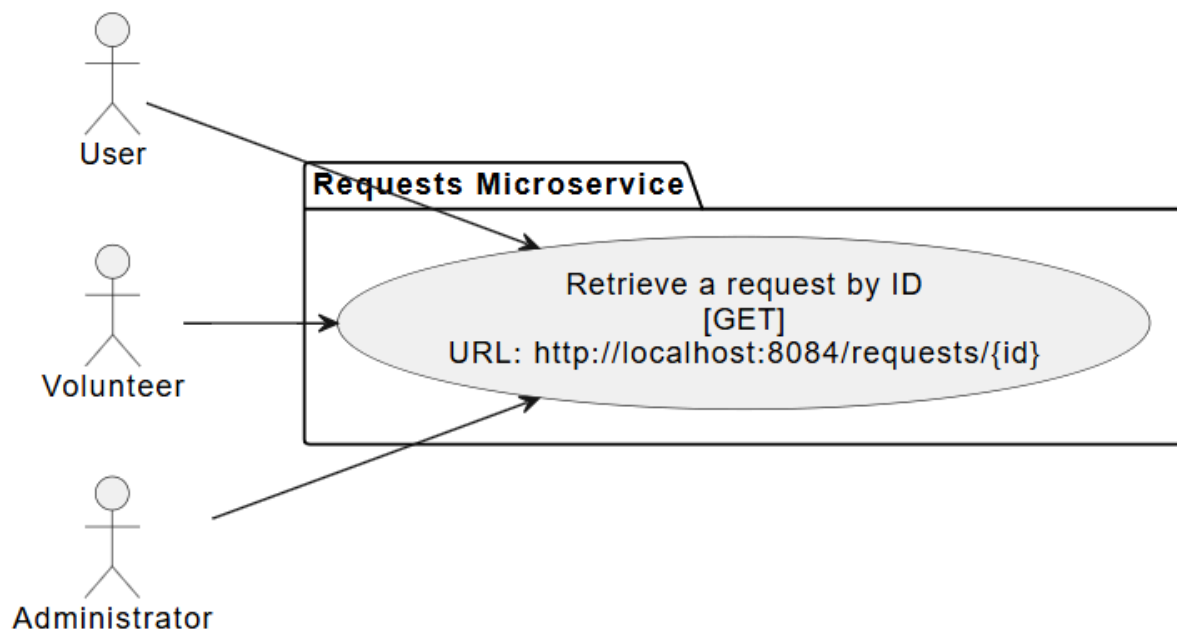 User
Requests Microservice
Retrieve a request by ID
[GET]
URL: http://localhost:8084/requests/{id}
Volunteer
Administrator